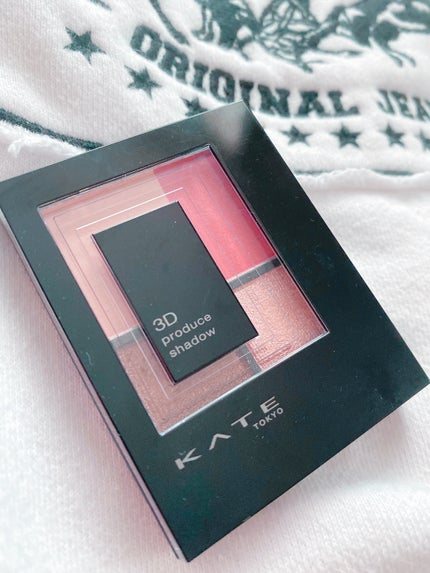 ORIGINAL JEA
3D
produce
shadow
KATE
TOKYO